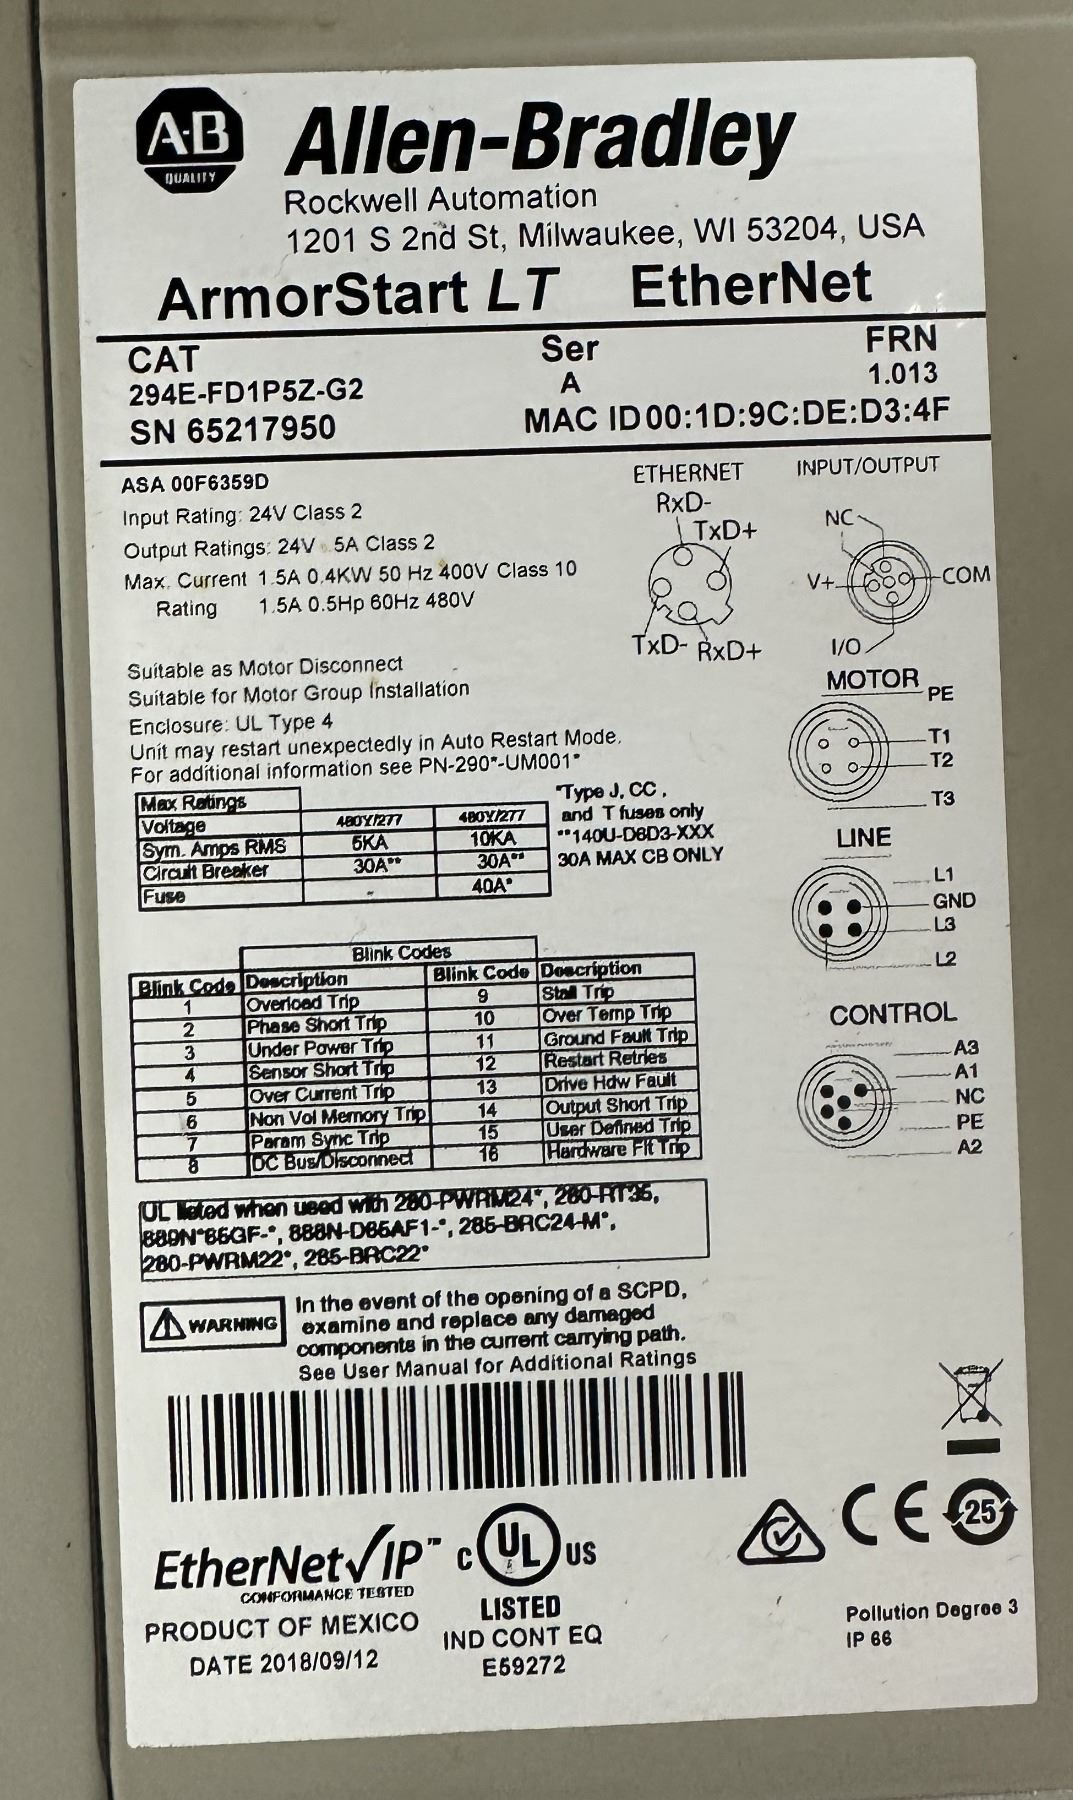 A-B
QUALITY
Allen-Bradley
Rockwell Automation
1201 S 2nd St, Milwaukee, WI 53204, USA
ArmorStart LT EtherNet
CAT Ser FRN
294E-FD1P5Z-G2 A 1.013
SN 65217950 MAC ID 00:1D:9C:DE:D3:4F
ASA 00F6359D
Input Rating: 24V Class 2
Output Ratings: 24V .5A Class 2
Max. Current 1.5A 0.4KW 50 Hz 400V Class 10
Rating 1.5A 0.5Hp 60Hz 480V
ETHERNET
RxD-
TxD+
TxD-
RxD+
INPUT/OUTPUT
NC
V+
COM
I/O
Suitable as Motor Disconnect
Suitable for Motor Group Installation
Enclosure: UL Type 4
Unit may restart unexpectedly in Auto Restart Mode.
For additional information see PN-290*-UM001*
MOTOR
PE
T1
T2
T3
Max Ratings
Voltage 480Y/277 480Y/277
Sym. Amps RMS 5KA 10KA
Circuit Breaker 30A** 30A**
Fuse - 40A*
*Type J, CC,
and T fuses only
**140U-D6D3-XXX
30A MAX CB ONLY
LINE
L1
GND
L3
L2
Blink Codes
Blink Code Description Blink Code Description
1 Overload Trip 9 Stall Trip
2 Phase Short Trip 10 Over Temp Trip
3 Under Power Trip 11 Ground Fault Trip
4 Sensor Short Trip 12 Restart Retries
5 Over Current Trip 13 Drive Hdw Fault
6 Non Vol Memory Trip 14 Output Short Trip
7 Param Sync Trip 15 User Defined Trip
8 DC Bus/Disconnect 16 Hardware Flt Trip
CONTROL
A3
A1
NC
PE
A2
UL listed when used with 280-PWRM24*, 280-RT35,
889N*65GF-*, 888N-D65AF1-*, 285-BRC24-M*,
280-PWRM22*, 285-BRC22*
WARNING
In the event of the opening of a SCPD,
examine and replace any damaged
components in the current carrying path.
See User Manual for Additional Ratings
EtherNet/IP™
CONFORMANCE TESTED
PRODUCT OF MEXICO
DATE 2018/09/12
C UL US
LISTED
IND CONT EQ
E59272
CE
25
Pollution Degree 3
IP 66